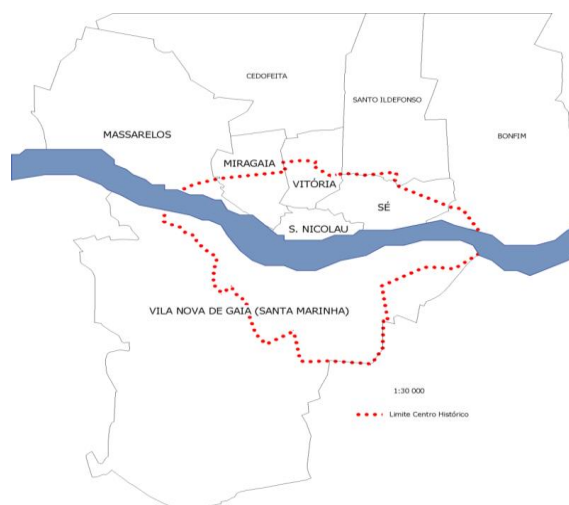 CEDOFEITA
SANTO ILDEFONSO
MASSARELOS
BONFIM
MIRAGAIA
VITÓRIA
SÉ
S. NICOLAU
VILA NOVA DE GAIA (SANTA MARINHA)
1:30 000
Limite Centro Histórico